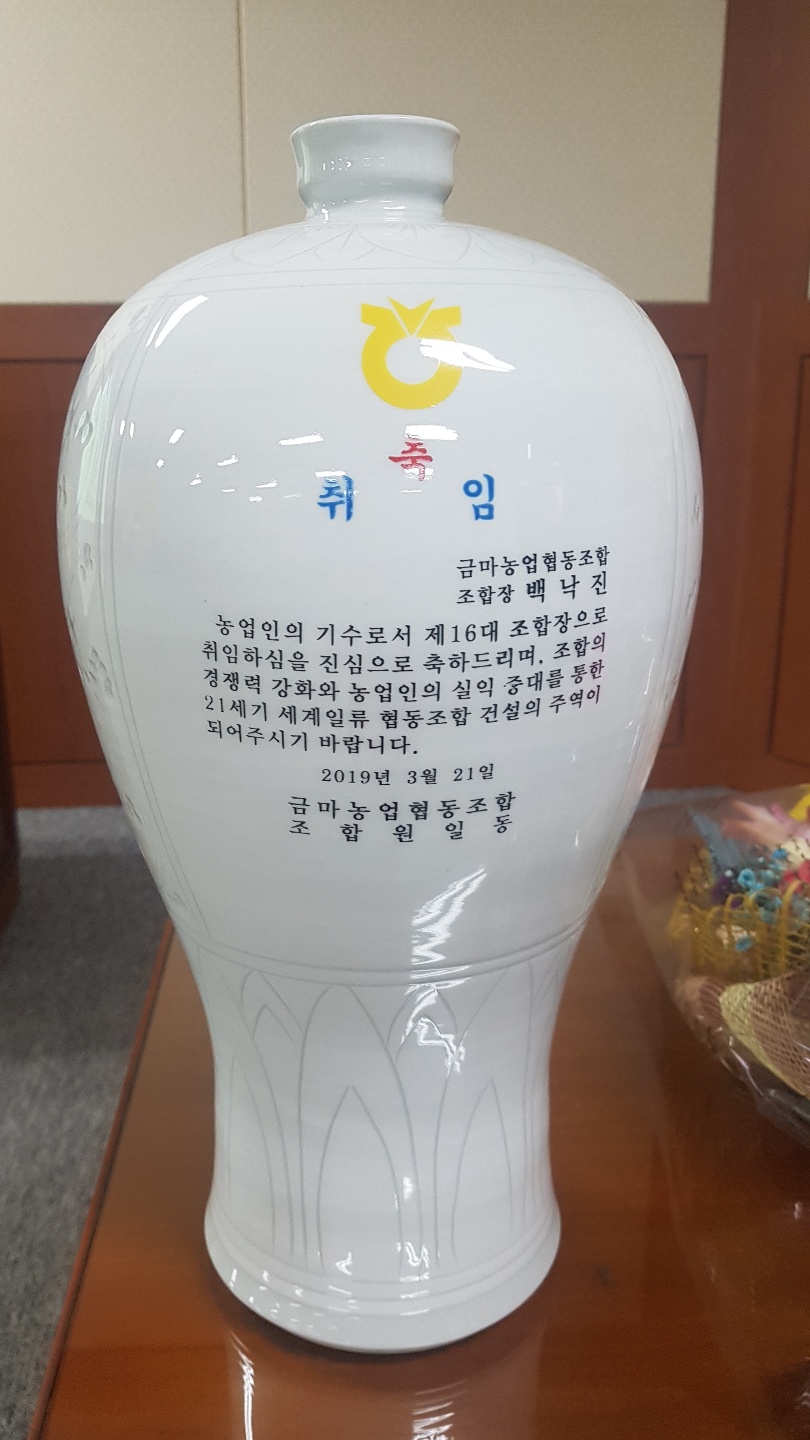 축
취 임
금마농업협동조합
조합장 백 낙 진
농업인의 기수로서 제16대 조합장으로
취임하심을 진심으로 축하드리며, 조합의
경쟁력 강화와 농업인의 실익 증대를 통한
21세기 세계일류 협동조합 건설의 주역이
되어주시기 바랍니다.
2019년 3월 21일
금마농업협동조합
조 합 원 일 동